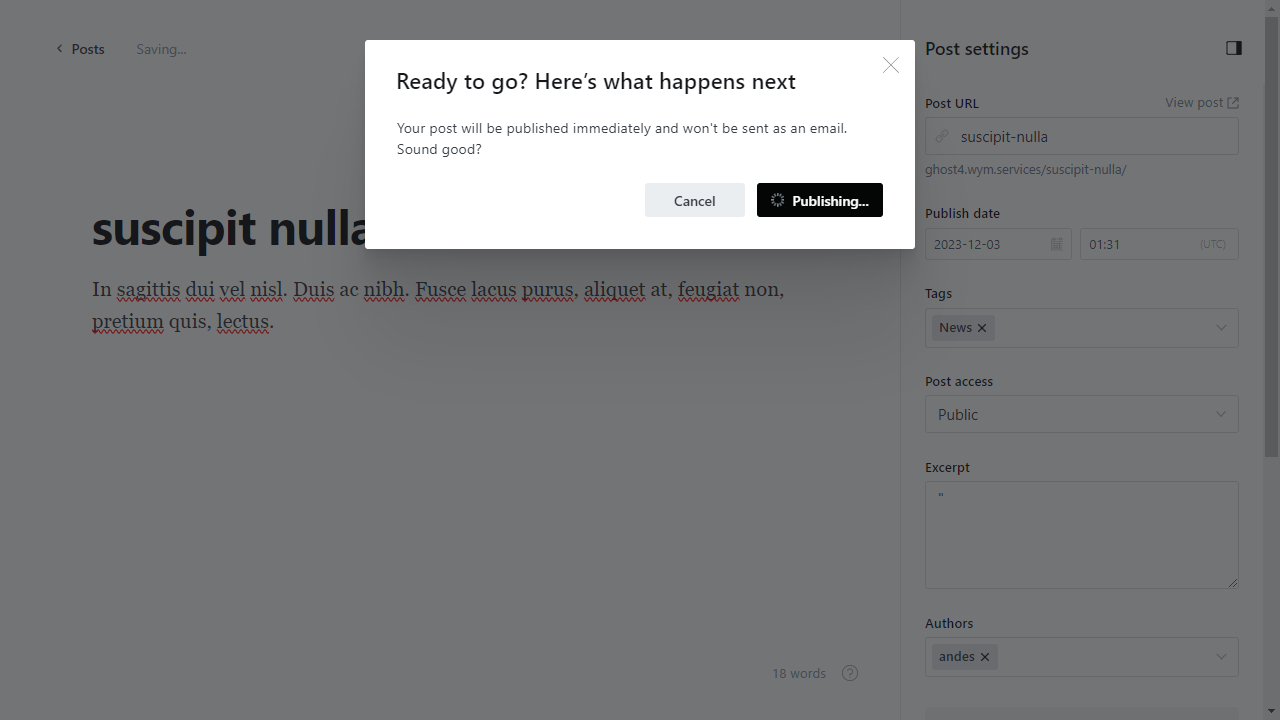 Posts
Saving...
Ready to go? Here's what happens next
Your post will be published immediately and won't be sent as an email.
Sound good?
Cancel
Publishing...
suscipit nulla
In sagittis dui vel nisl. Duis ac nibh. Fusce lacus purus, aliquet at, feugiat non,
pretium quis, lectus.
18 words
?
Post settings
Post URL
View post
suscipit-nulla
ghost4.wym.services/suscipit-nulla/
Publish date
2023-12-03
01:31
(UTC)
Tags
News
Post access
Public
Excerpt
"
Authors
andes